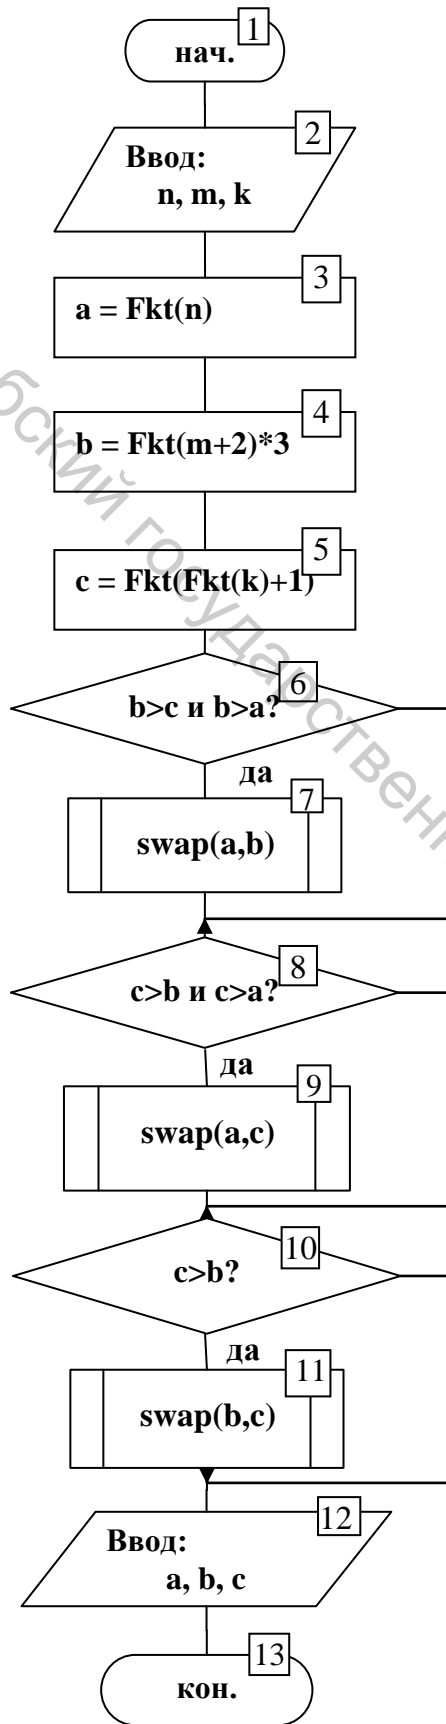 1
нач.
2
Ввод:
n, m, k
3
a = Fkt(n)
4
b = Fkt(m+2)*3
5
c = Fkt(Fkt(k)+1)
6
b>c и b>a?
да
7
swap(a,b)
8
c>b и c>a?
да
9
swap(a,c)
10
c>b?
да
11
swap(b,c)
12
Ввод:
a, b, c
13
кон.
государственн